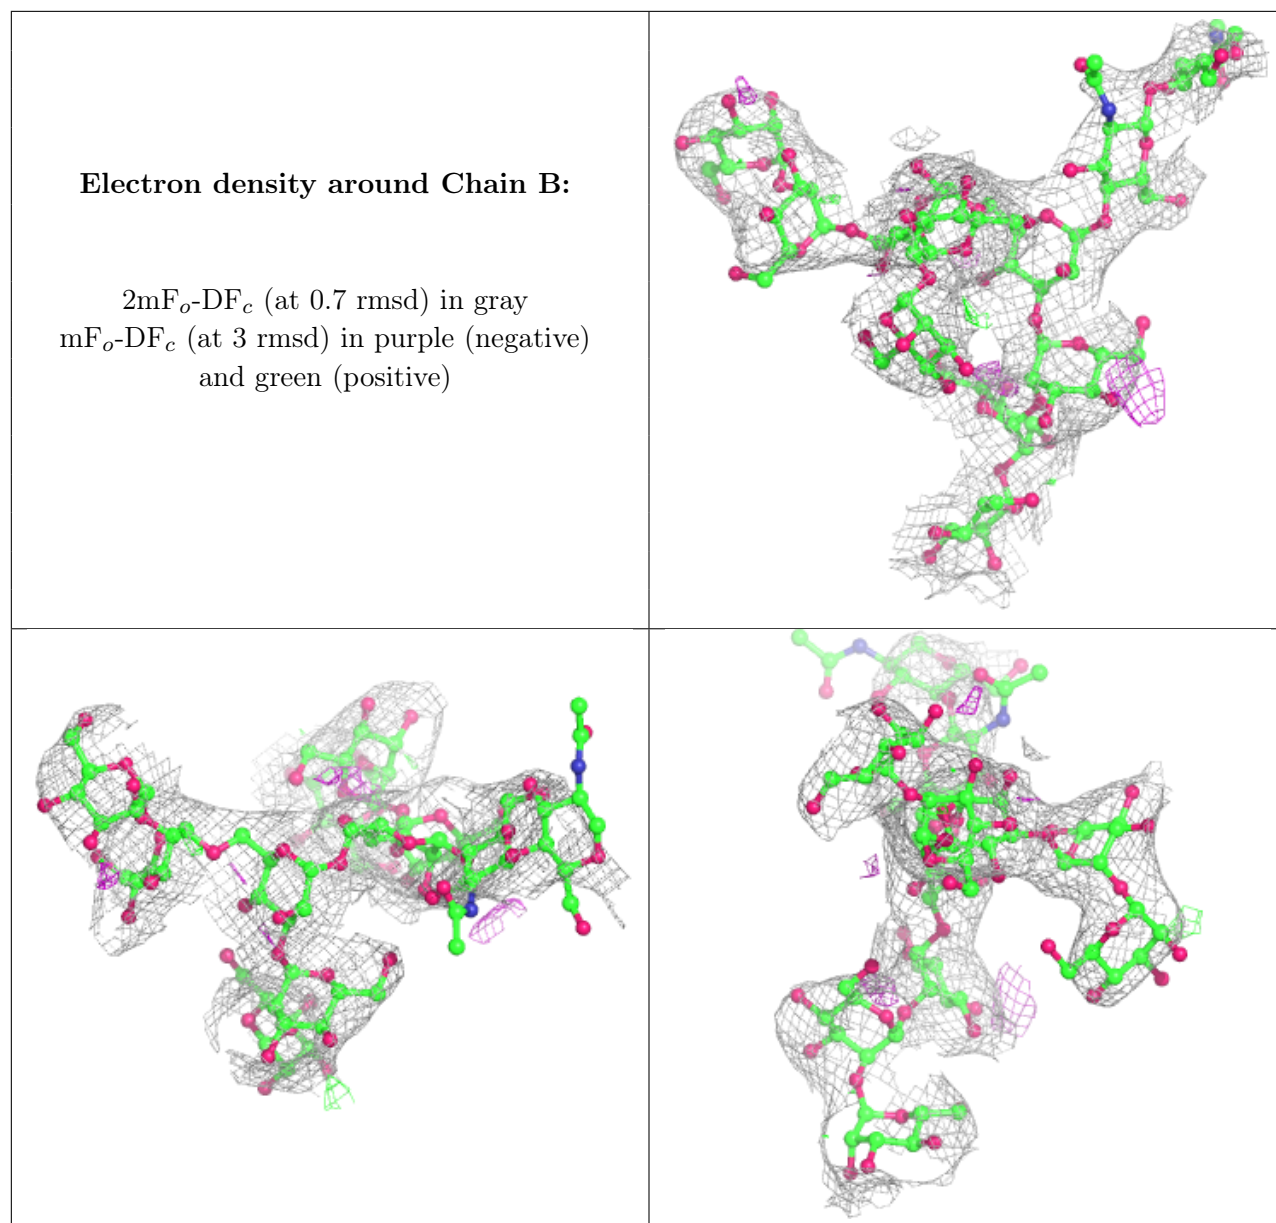 Electron density around Chain B:
2mFo-DFc (at 0.7 rmsd) in gray
mFo-DFc (at 3 rmsd) in purple (negative)
and green (positive)